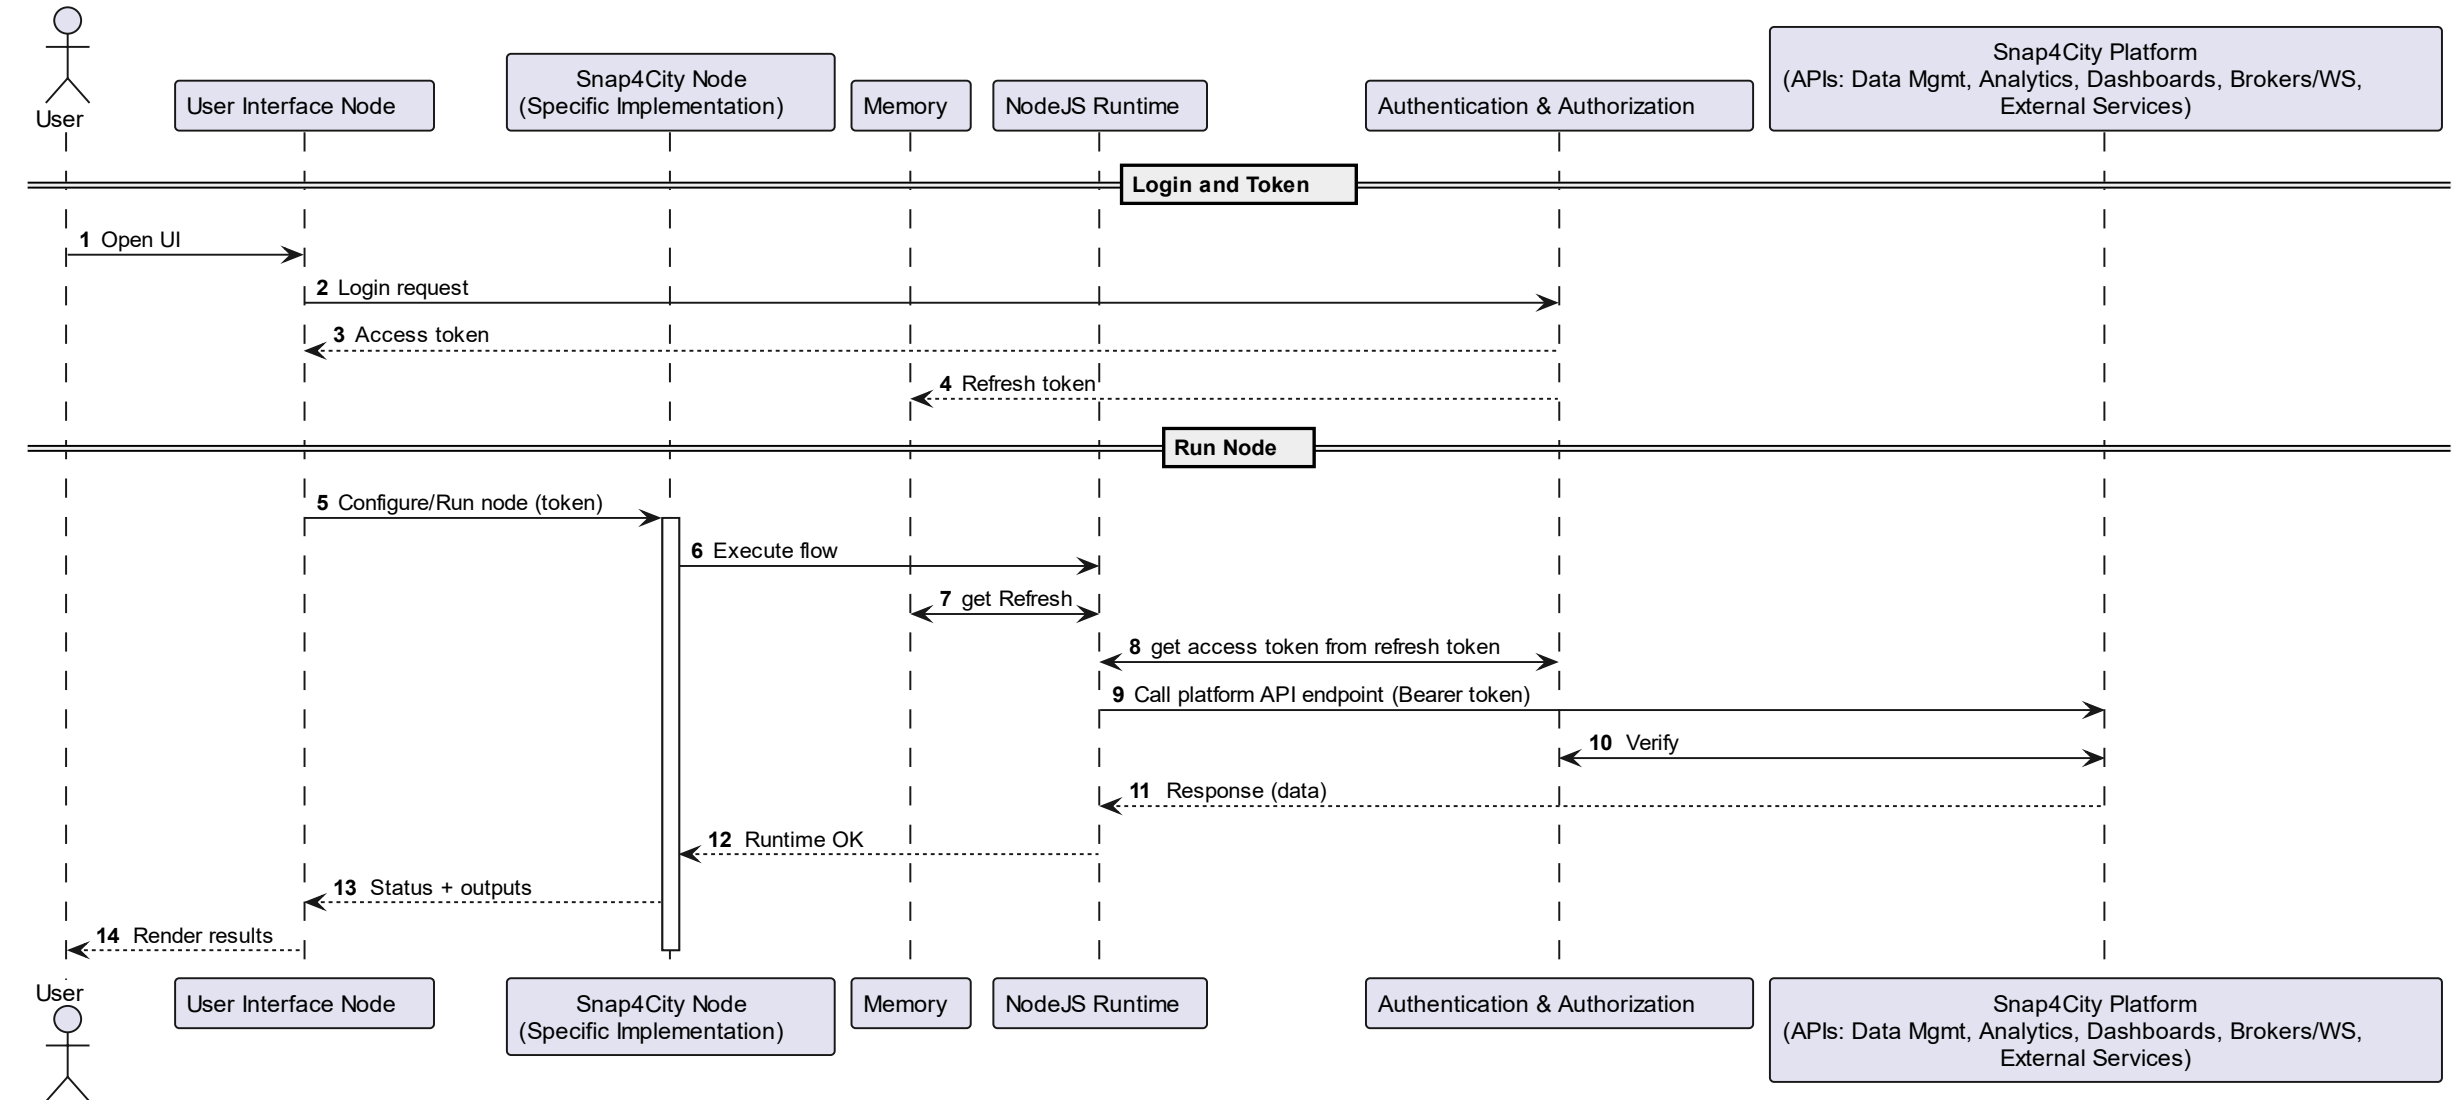 User
User Interface Node
Snap4City Node
(Specific Implementation)
Memory
NodeJS Runtime
Authentication & Authorization
Snap4City Platform
(APIs: Data Mgmt, Analytics, Dashboards, Brokers/WS,
External Services)
Login and Token
1 Open UI
2 Login request
3 Access token
4 Refresh token
Run Node
5 Configure/Run node (token)
6 Execute flow
7 get Refresh
8 get access token from refresh token
9 Call platform API endpoint (Bearer token)
10 Verify
11 Response (data)
12 Runtime OK
13 Status + outputs
14 Render results
User
User Interface Node
Snap4City Node
(Specific Implementation)
Memory
NodeJS Runtime
Authentication & Authorization
Snap4City Platform
(APIs: Data Mgmt, Analytics, Dashboards, Brokers/WS,
External Services)